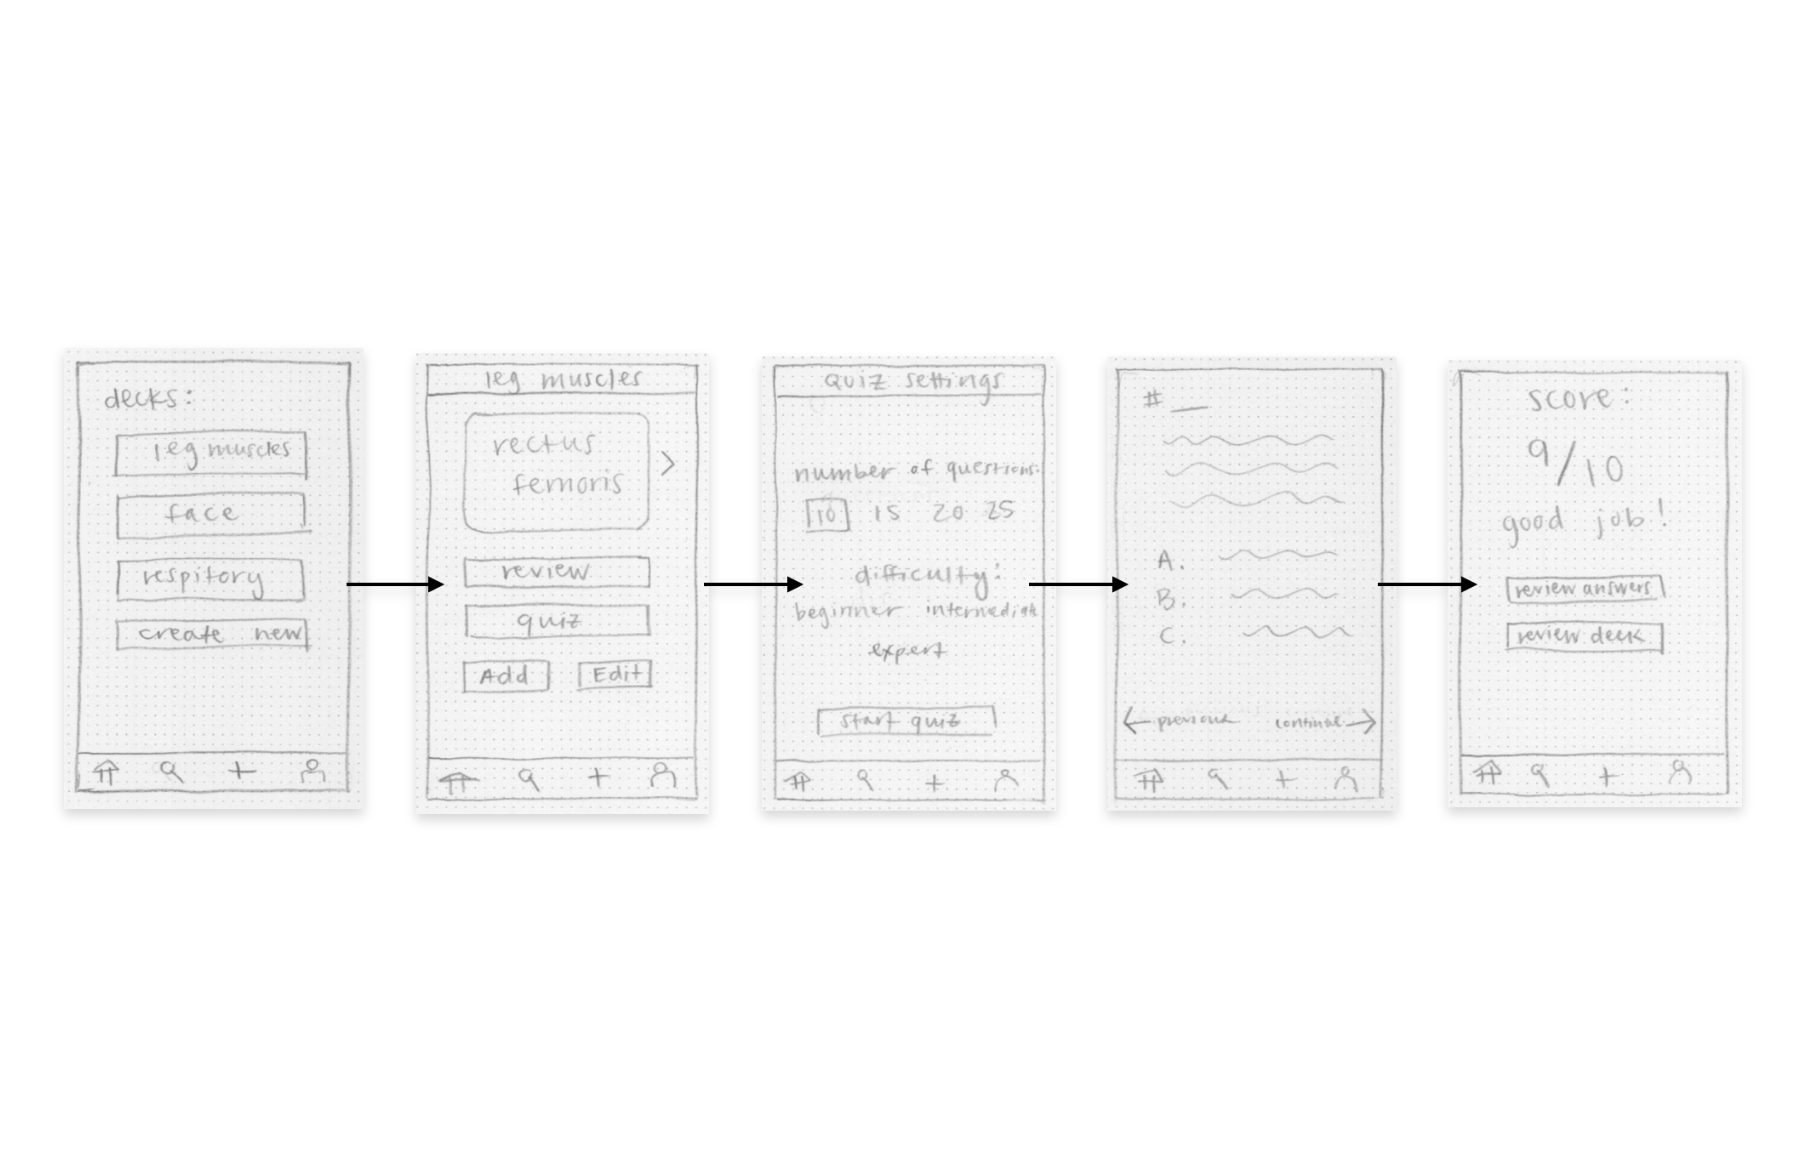 decks:
leg muscles
face
respitory
create new
leg muscles
rectus
femoris
>
review
quiz
Add Edit
Quiz settings
number of questions.
10 15 20 25
difficulty:
beginner intermediate
expert
start quiz
# __
A.
B.
C.
← previous continue →
score:
9/10
good job!
review answers
review deck